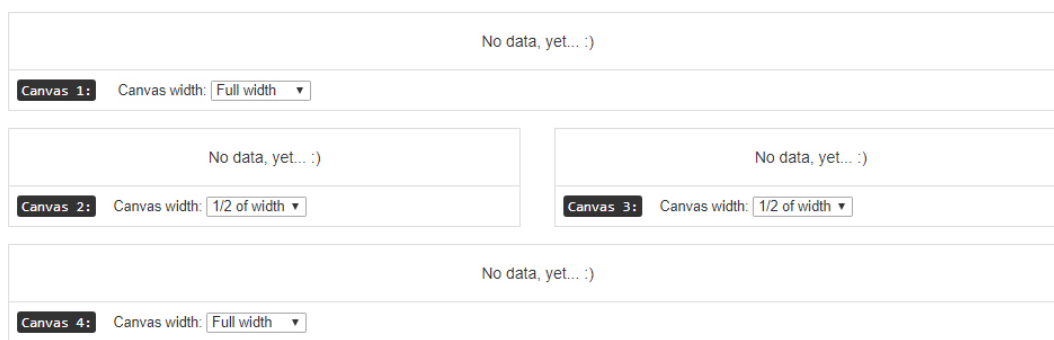 No data, yet... :)
Canvas 1: Canvas width: Full width
No data, yet... :)
Canvas 2: Canvas width: 1/2 of width
No data, yet... :)
Canvas 3: Canvas width: 1/2 of width
No data, yet... :)
Canvas 4: Canvas width: Full width